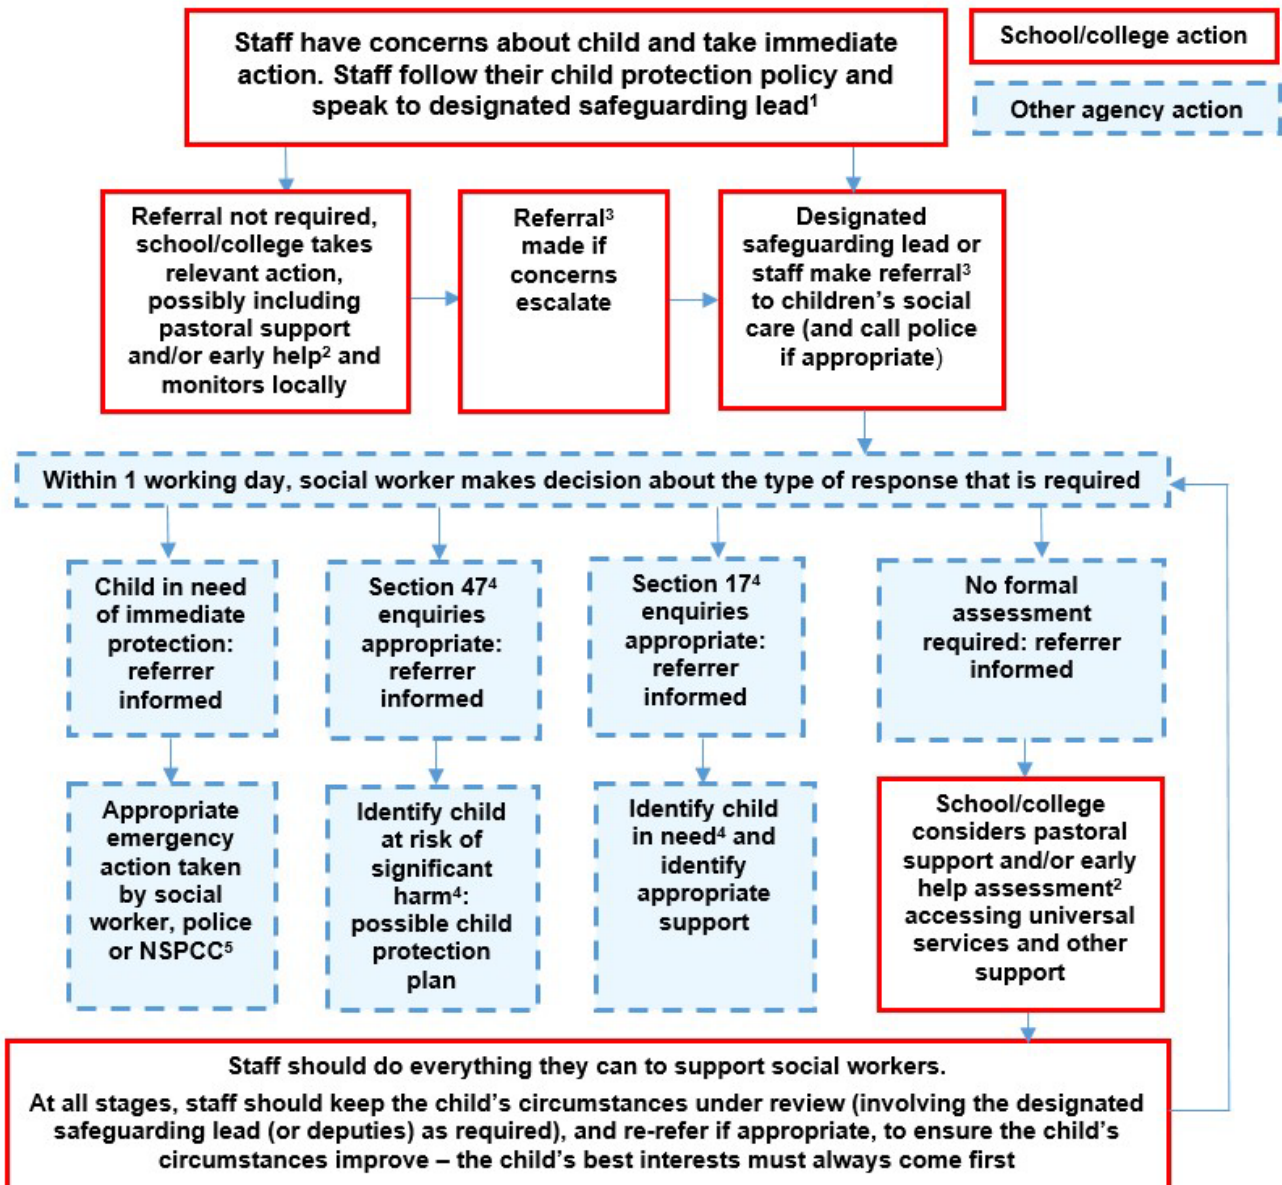 Staff have concerns about child and take immediate
action. Staff follow their child protection policy and
speak to designated safeguarding lead¹
School/college action
Other agency action
Referral not required,
school/college takes
relevant action,
possibly including
pastoral support
and/or early help² and
monitors locally
Referral³
made if
concerns
escalate
Designated
safeguarding lead or
staff make referral³
to children’s social
care (and call police
if appropriate)
Within 1 working day, social worker makes decision about the type of response that is required
Child in need
of immediate
protection:
referrer
informed
Section 47⁴
enquiries
appropriate:
referrer
informed
Section 17⁴
enquiries
appropriate:
referrer
informed
No formal
assessment
required: referrer
informed
Appropriate
emergency
action taken
by social
worker, police
or NSPCC⁵
Identify child
at risk of
significant
harm⁴:
possible child
protection
plan
Identify child
in need⁴ and
identify
appropriate
support
School/college
considers pastoral
support and/or early
help assessment²
accessing universal
services and other
support
Staff should do everything they can to support social workers.
At all stages, staff should keep the child’s circumstances under review (involving the designated
safeguarding lead (or deputies) as required), and re-refer if appropriate, to ensure the child’s
circumstances improve – the child’s best interests must always come first